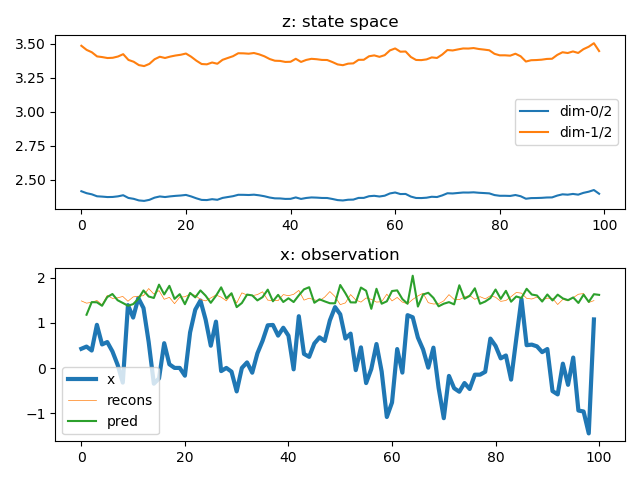 z: state space
3.50
3.25
3.00
2.75
2.50
dim-0/2
dim-1/2
0 20 40 60 80 100
x: observation
2
1
0
−1
x
recons
pred
0 20 40 60 80 100